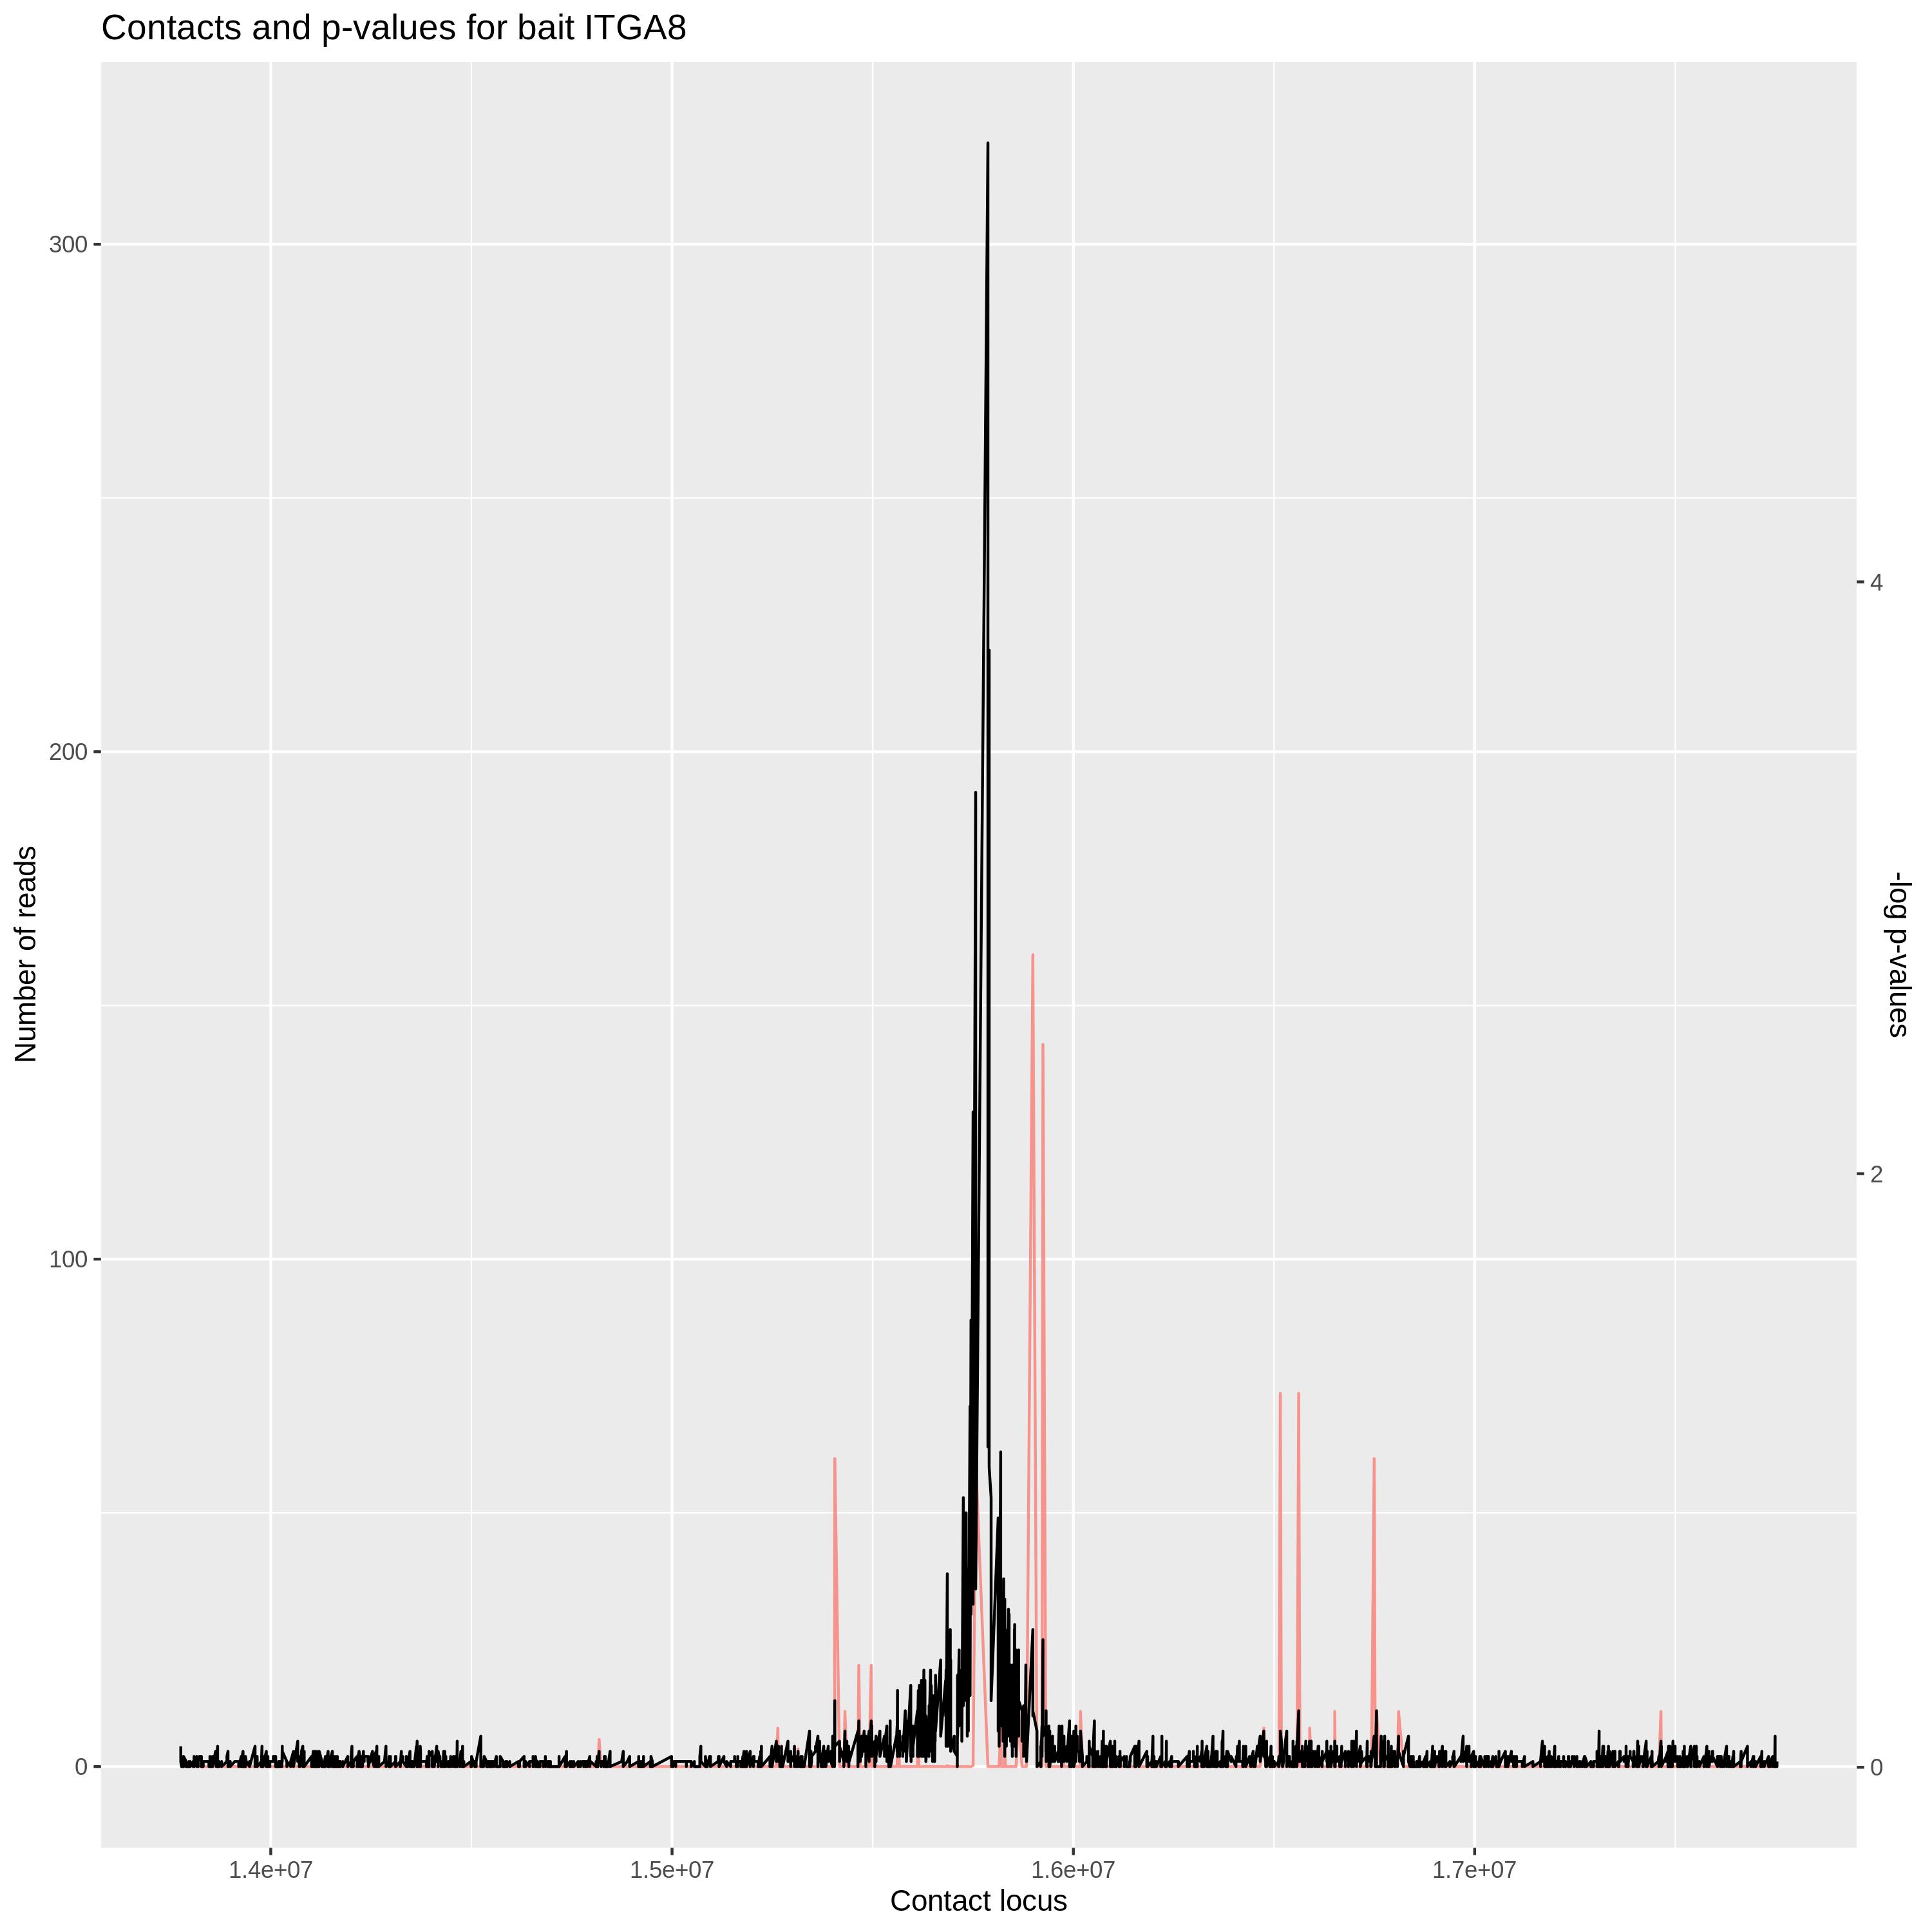 Contacts and p-values for bait ITGA8
300
200
100
0
Number of reads
4
2
0
-log p-values
1.4e+07
1.5e+07
1.6e+07
1.7e+07
Contact locus